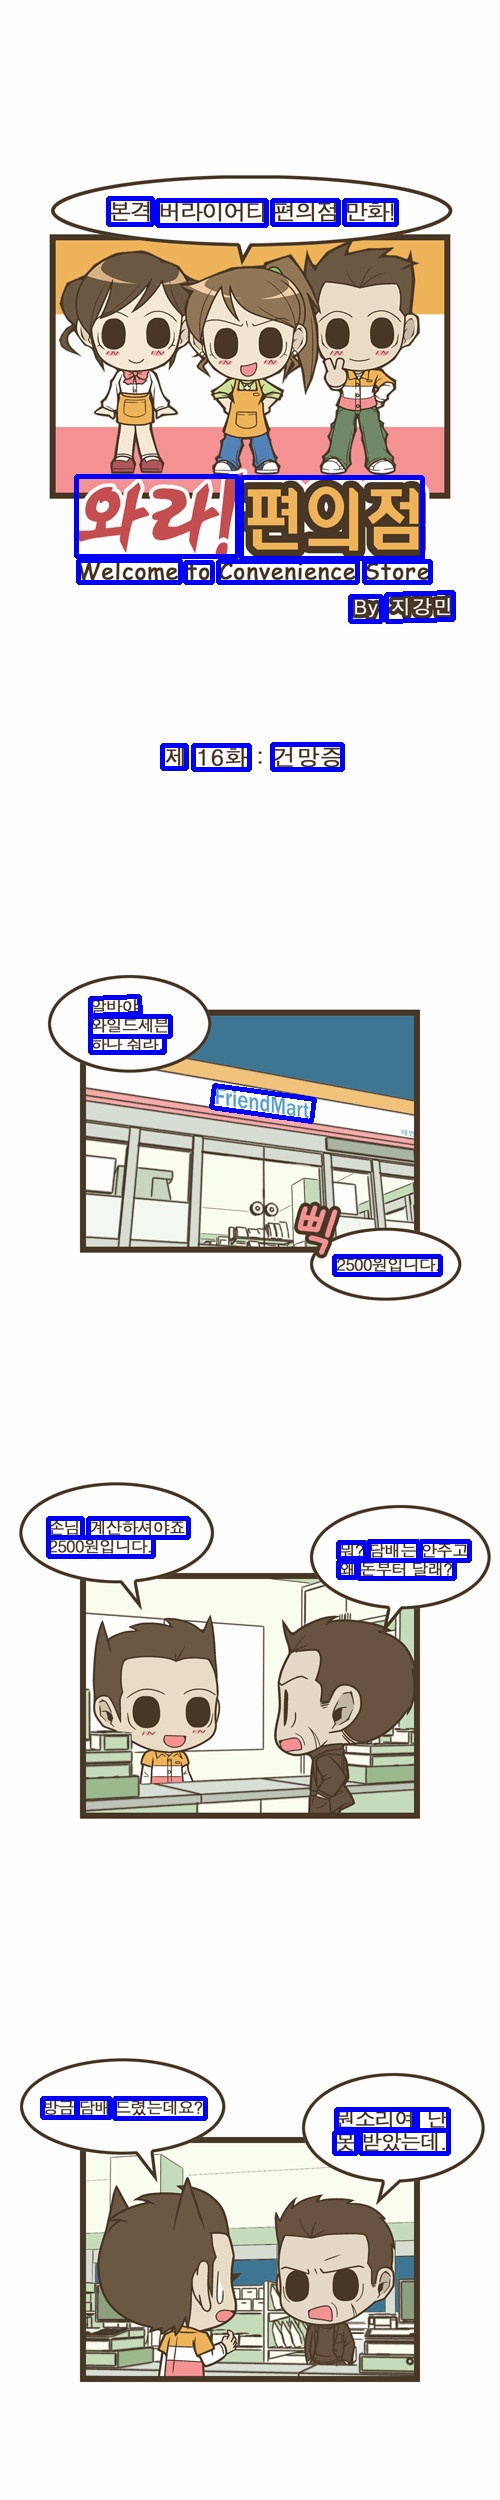 본격 버라이어티 편의점 만화!
와라! 편의점
Welcome to Convenience Store
By 지강민
제 16화 : 건망증
알바야
와일드세븐
하나 줘라.
FriendMart
삑
2500원입니다.
손님 계산하셔야죠
2500원입니다.
뭐? 담배는 안주고
왜 돈부터 달래?
방금 담배 드렸는데요?
뭔소리여 난
못 받았는데.